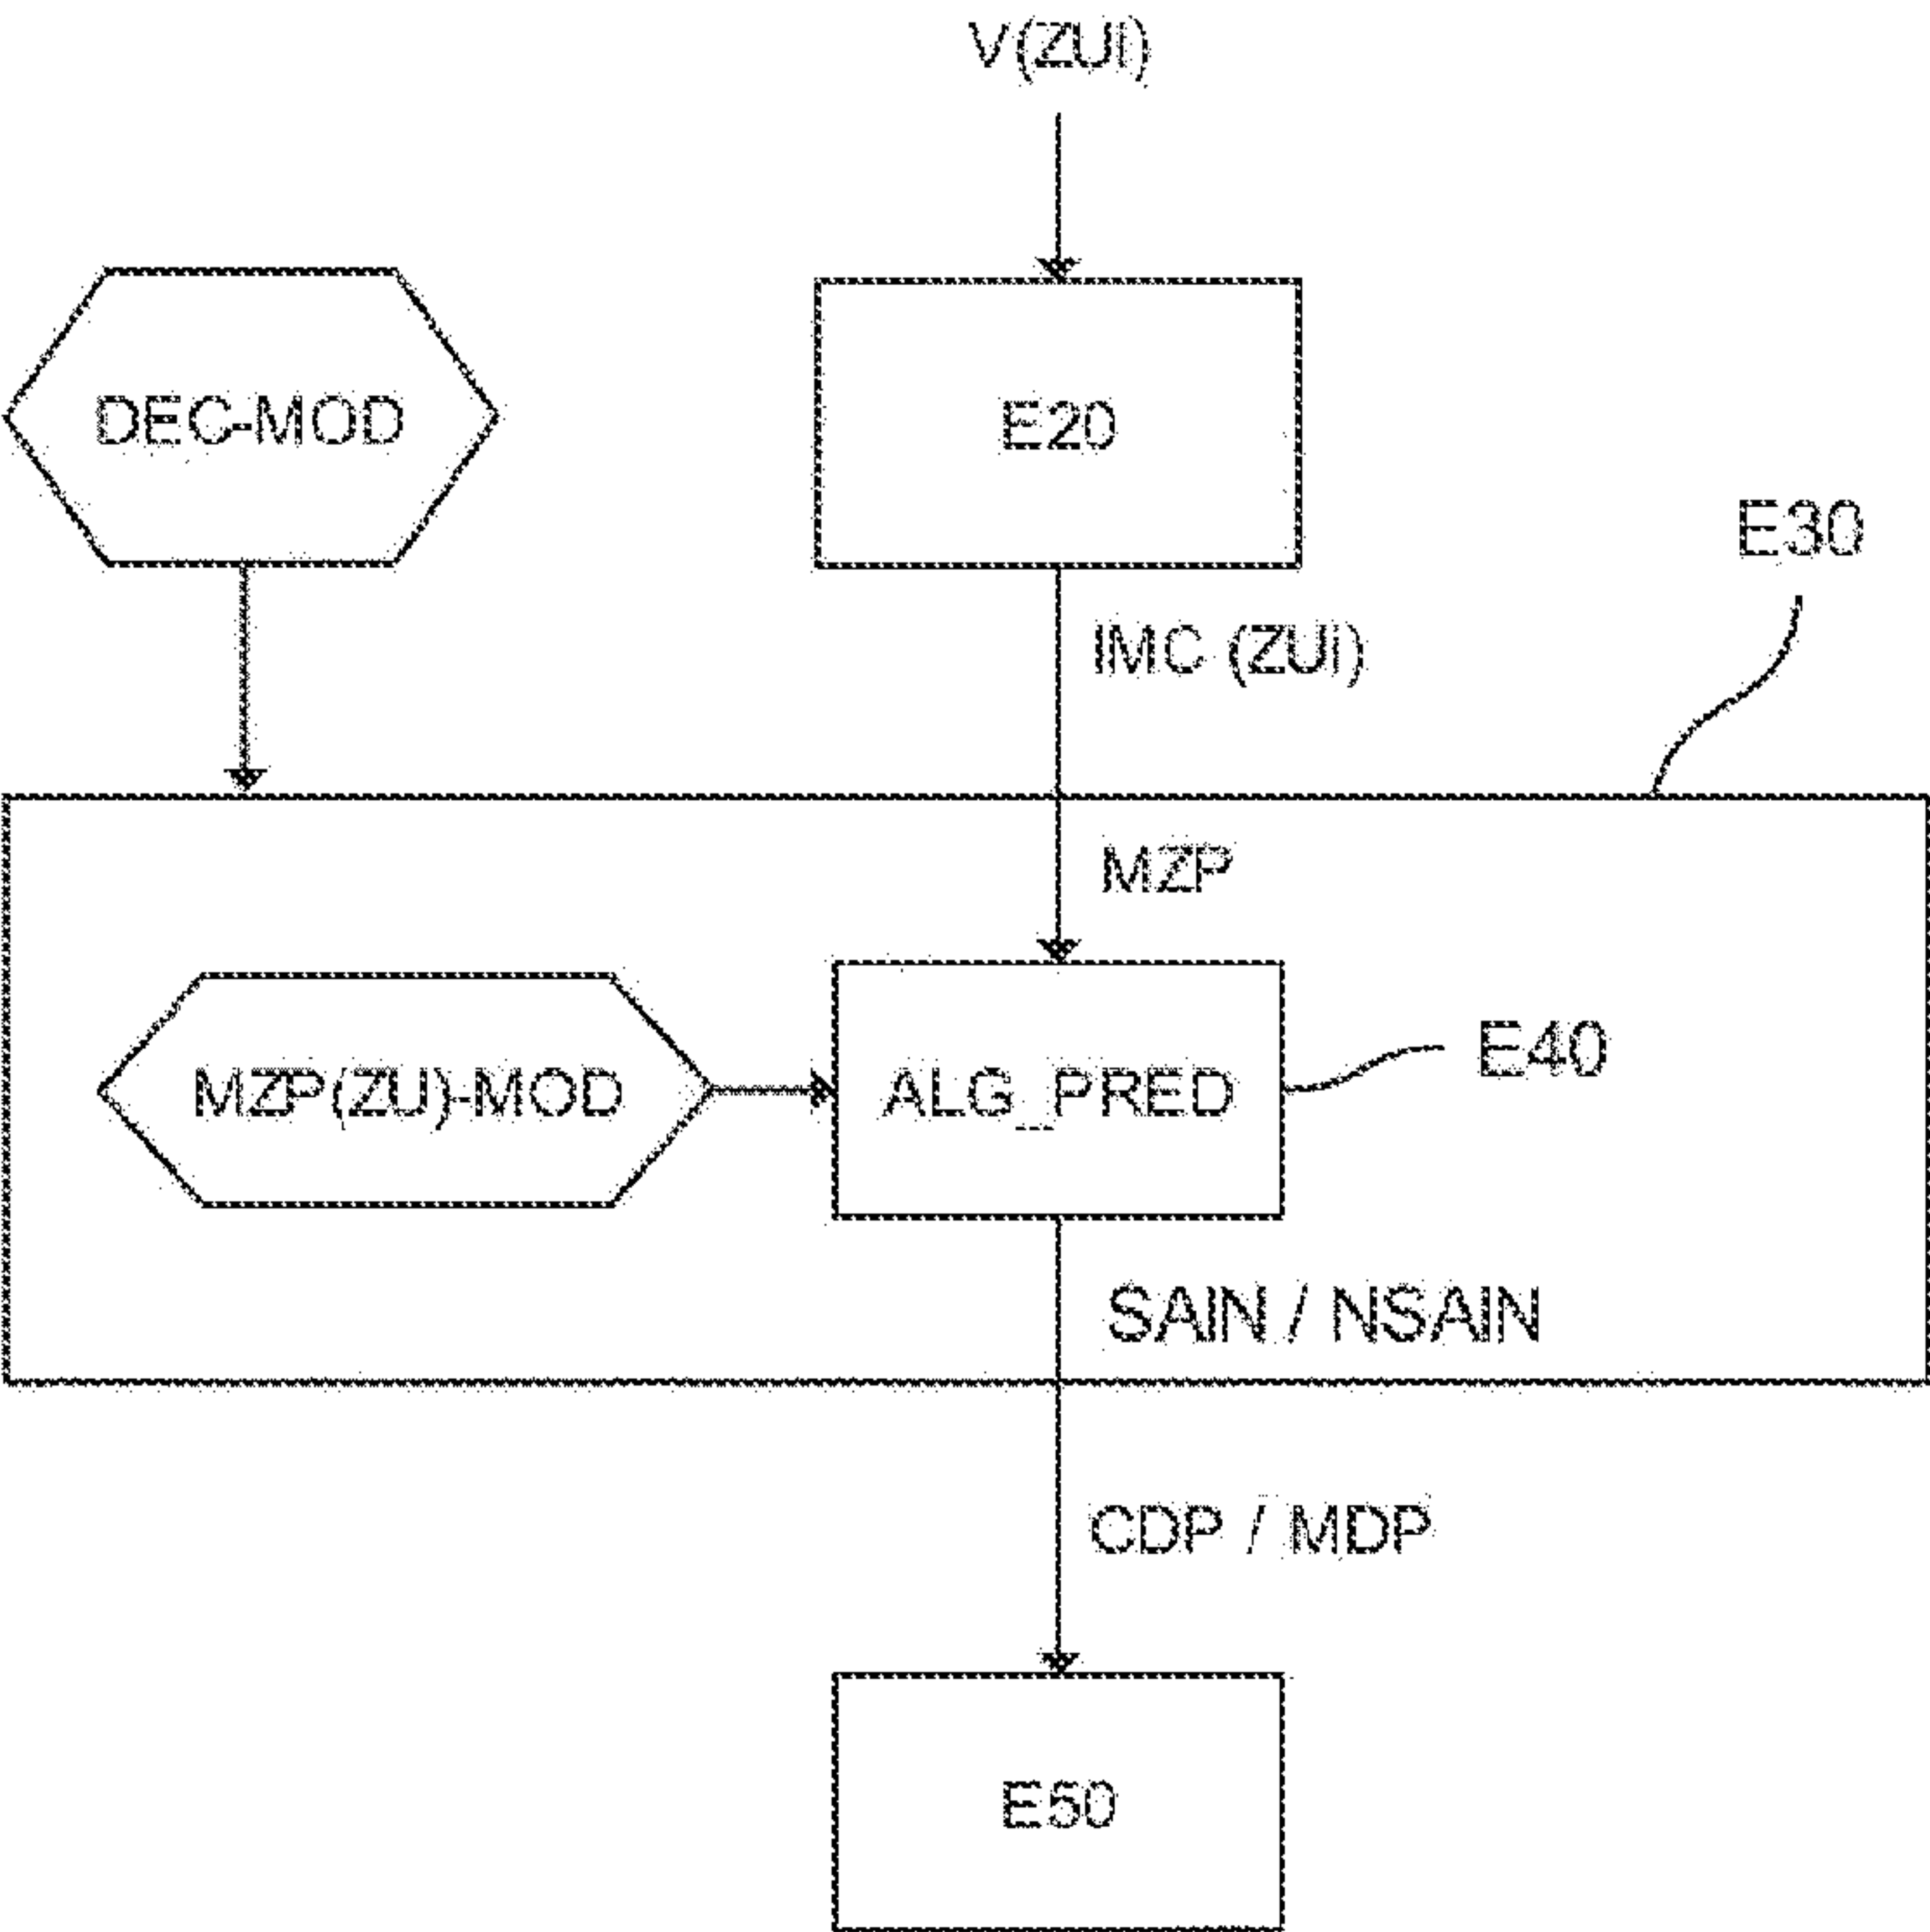 V(ZUi)
DEC-MOD
E20
E30
IMC (ZUi)
MZP
MZP(ZU)-MOD
ALG_PRED
E40
SAIN / NSAIN
CDP / MDP
E50